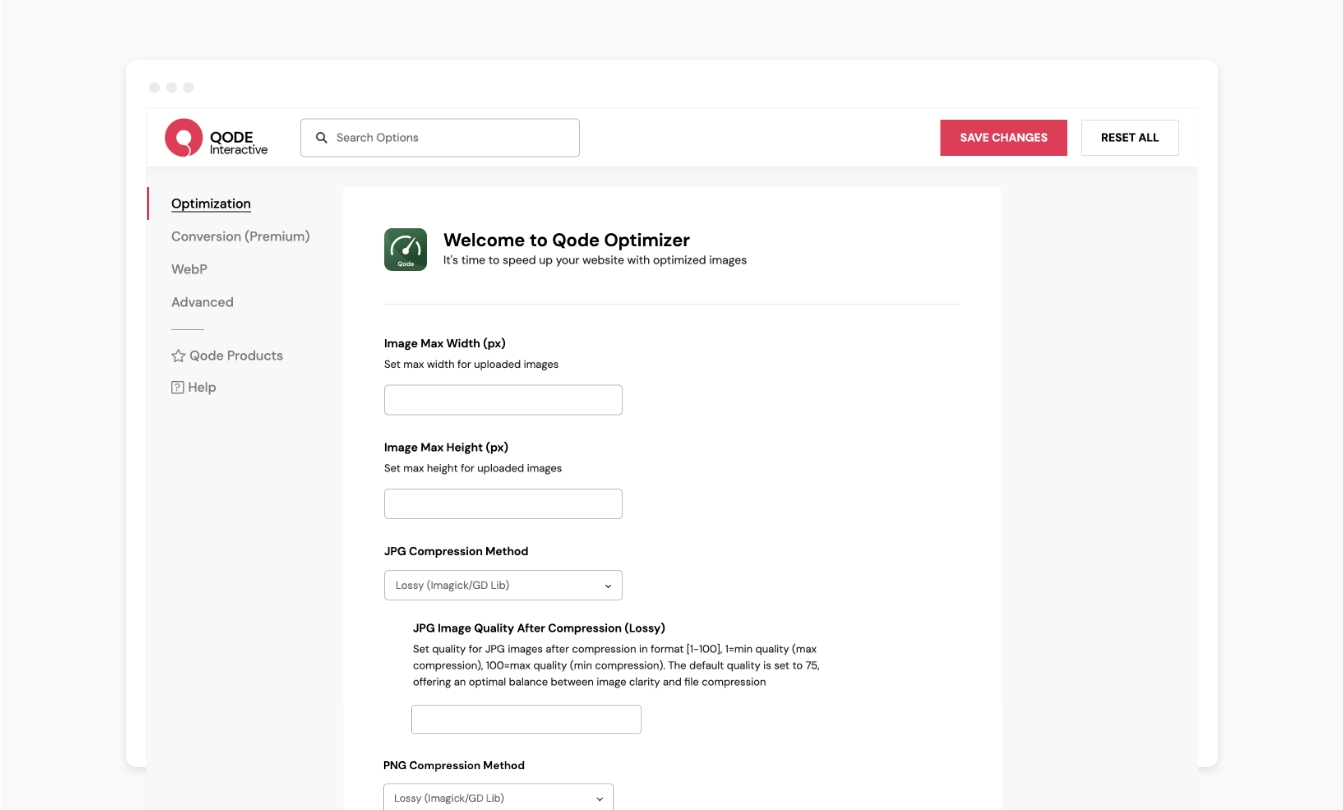 QODE
Interactive
Search Options
SAVE CHANGES
RESET ALL
Optimization
Conversion (Premium)
WebP
Advanced
Qode Products
? Help
Qode
Welcome to Qode Optimizer
It's time to speed up your website with optimized images
Image Max Width (px)
Set max width for uploaded images
Image Max Height (px)
Set max height for uploaded images
JPG Compression Method
Lossy (Imagick/GD Lib)
JPG Image Quality After Compression (Lossy)
Set quality for JPG images after compression in format [1-100], 1=min quality (max
compression), 100=max quality (min compression). The default quality is set to 75,
offering an optimal balance between image clarity and file compression
PNG Compression Method
Lossy (Imagick/GD Lib)